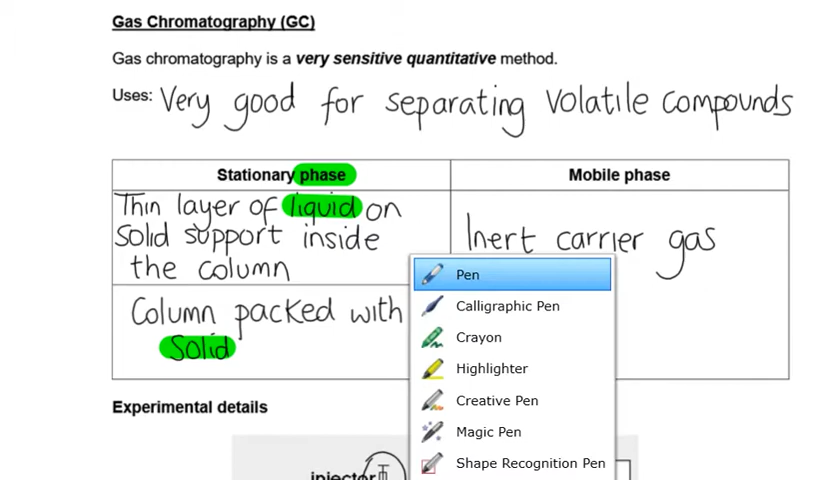 Gas Chromatography (GC)
Gas chromatography is a very sensitive quantitative method.
Uses: Very good for separating volatile compounds
Stationary phase
Mobile phase
Thin layer of liquid on
Solid support inside
the column
Inert carrier gas
Column packed with
Solid
Pen
Calligraphic Pen
Crayon
Highlighter
Creative Pen
Magic Pen
Shape Recognition Pen
Experimental details
injector